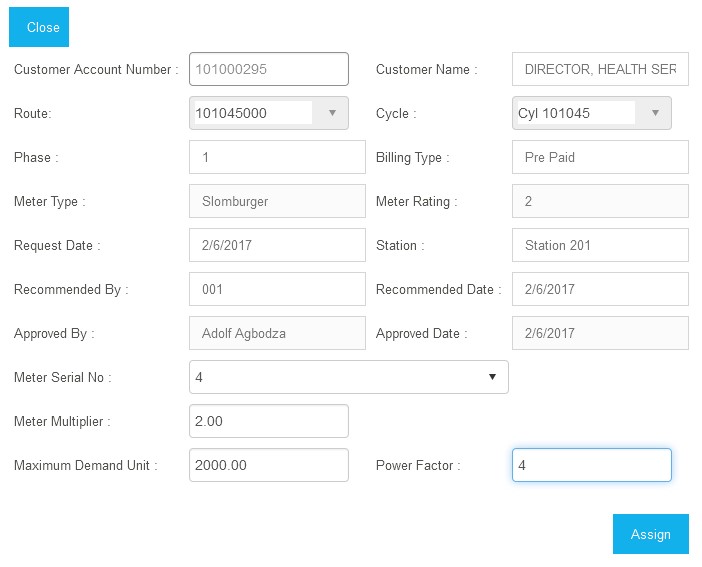 Close
Customer Account Number : 101000295 Customer Name : DIRECTOR, HEALTH SER
Route: 101045000 Cycle : Cyl 101045
Phase : 1 Billing Type : Pre Paid
Meter Type : Slomburger Meter Rating : 2
Request Date : 2/6/2017 Station : Station 201
Recommended By : 001 Recommended Date : 2/6/2017
Approved By : Adolf Agbodza Approved Date : 2/6/2017
Meter Serial No : 4
Meter Multiplier : 2.00
Maximum Demand Unit : 2000.00 Power Factor : 4
Assign